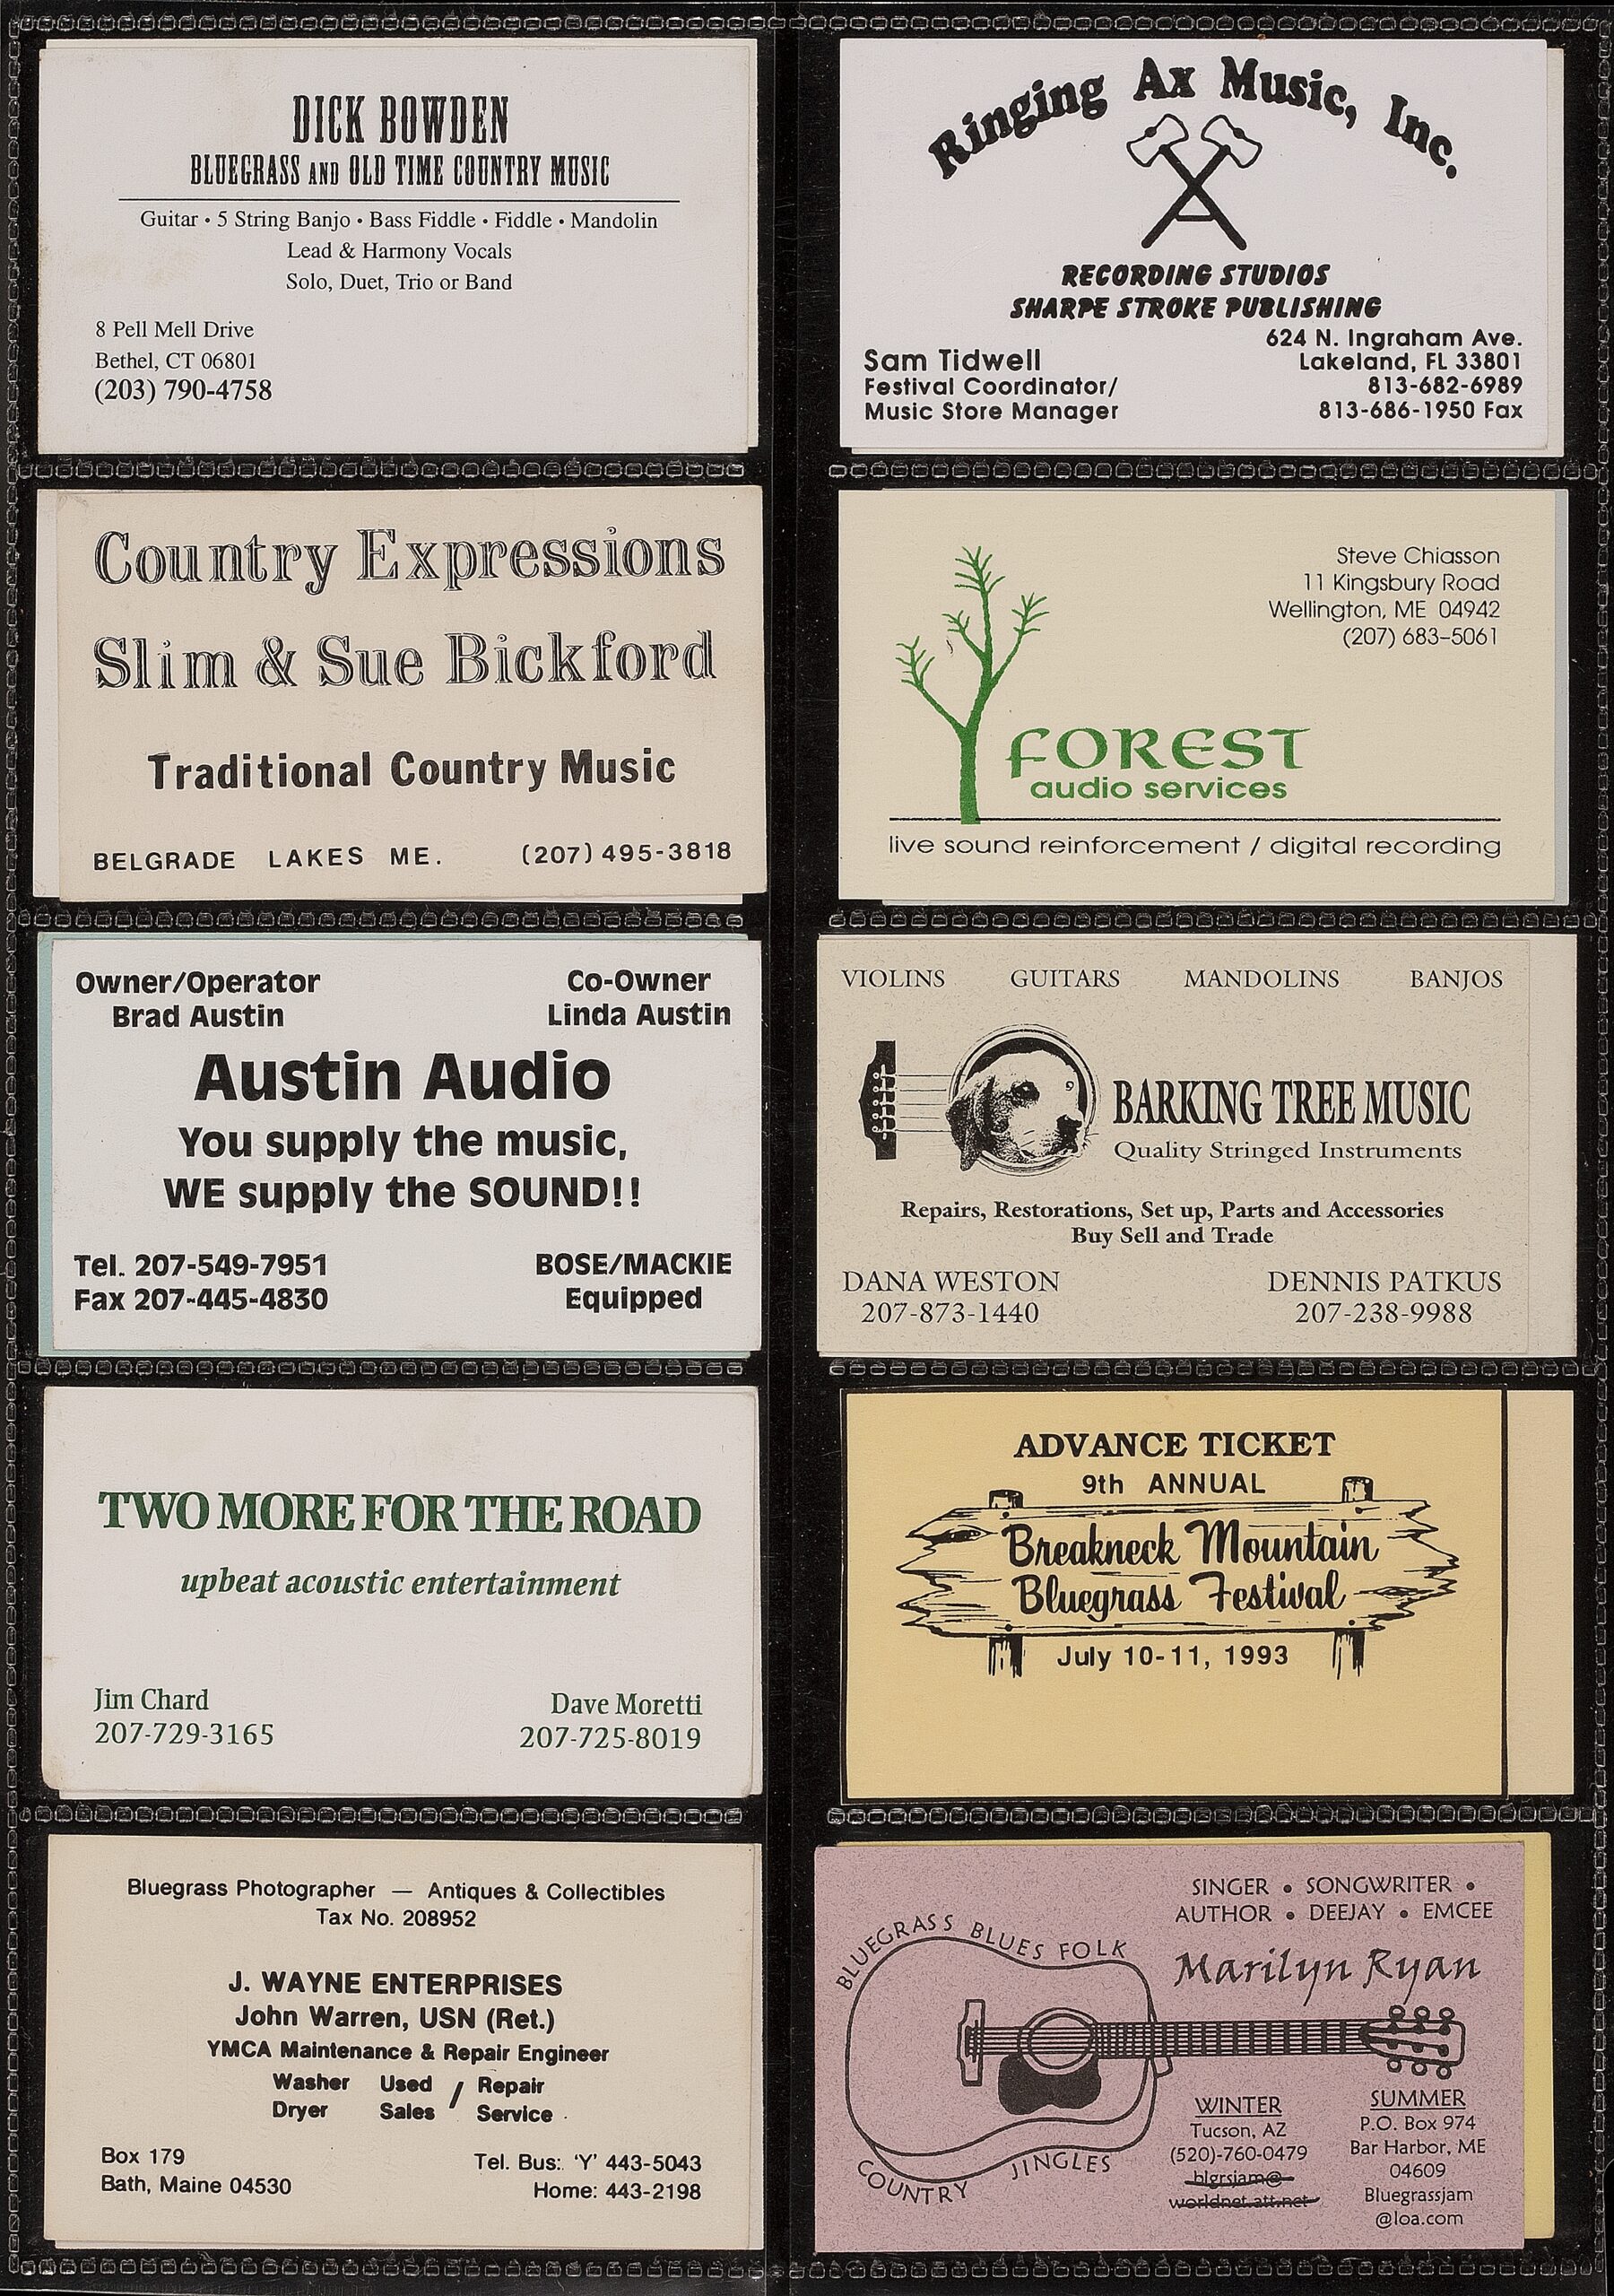 DICK BOWDEN
BLUEGRASS AND OLD TIME COUNTRY MUSIC
Guitar • 5 String Banjo • Bass Fiddle • Fiddle • Mandolin
Lead & Harmony Vocals
Solo, Duet, Trio or Band
8 Pell Mell Drive
Bethel, CT 06801
(203) 790-4758
Ringing Ax Music, Inc.
RECORDING STUDIOS
SHARPE STROKE PUBLISHING
Sam Tidwell
Festival Coordinator/
Music Store Manager
624 N. Ingraham Ave.
Lakeland, FL 33801
813-682-6989
813-686-1950 Fax
Country Expressions
Slim & Sue Bickford
Traditional Country Music
BELGRADE LAKES ME. (207) 495-3818
Steve Chiasson
11 Kingsbury Road
Wellington, ME 04942
(207) 683-5061
FOREST
audio services
live sound reinforcement / digital recording
Owner/Operator
Brad Austin
Co-Owner
Linda Austin
Austin Audio
You supply the music,
WE supply the SOUND!!
Tel. 207-549-7951
Fax 207-445-4830
BOSE/MACKIE
Equipped
VIOLINS GUITARS MANDOLINS BANJOS
BARKING TREE MUSIC
Quality Stringed Instruments
Repairs, Restorations, Set up, Parts and Accessories
Buy Sell and Trade
DANA WESTON
207-873-1440
DENNIS PATKUS
207-238-9988
TWO MORE FOR THE ROAD
upbeat acoustic entertainment
Jim Chard
207-729-3165
Dave Moretti
207-725-8019
ADVANCE TICKET
9th ANNUAL
Breakneck Mountain
Bluegrass Festival
July 10-11, 1993
Bluegrass Photographer — Antiques & Collectibles
Tax No. 208952
J. WAYNE ENTERPRISES
John Warren, USN (Ret.)
YMCA Maintenance & Repair Engineer
Washer Used / Repair
Dryer Sales Service
Box 179
Bath, Maine 04530
Tel. Bus: 'Y' 443-5043
Home: 443-2198
SINGER • SONGWRITER •
AUTHOR • DEEJAY • EMCEE
Marilyn Ryan
BLUEGRASS BLUES FOLK
COUNTRY JINGLES
WINTER
Tucson, AZ
(520)-760-0479
blgrsjam@
worldnet.att.net
SUMMER
P.O. Box 974
Bar Harbor, ME
04609
Bluegrassjam
@loa.com